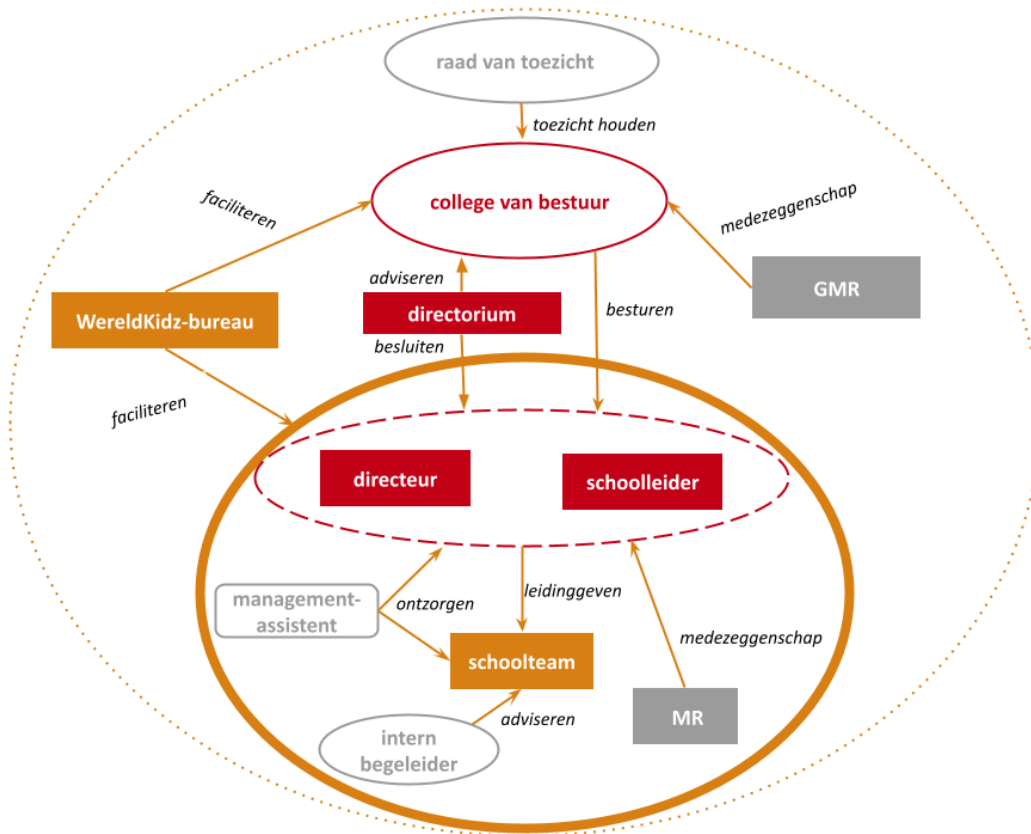 raad van toezicht
toezicht houden
faciliteren
college van bestuur
medezeggenschap
adviseren
GMR
WereldKidz-bureau
directorium
besturen
besluiten
faciliteren
directeur
schoolleider
management-
assistent
ontzorgen
leidinggeven
medezeggenschap
schoolteam
MR
adviseren
intern
begeleider